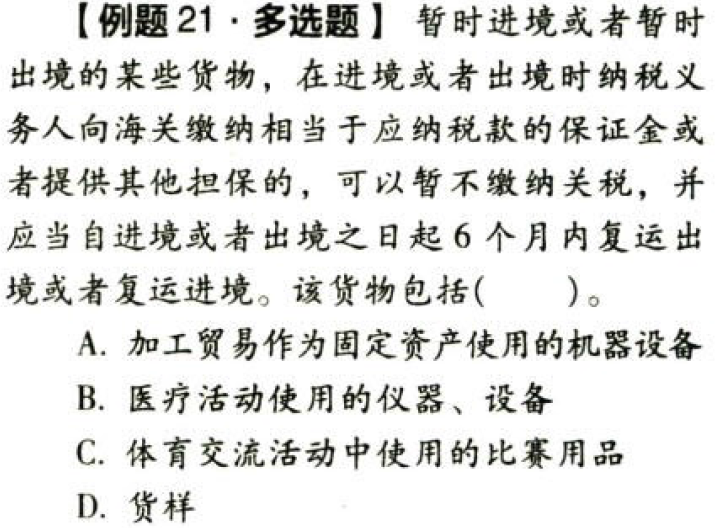 【例题 21·多选题】 暂时进境或者暂时
出境的某些货物，在进境或者出境时纳税义
务人向海关缴纳相当于应纳税款的保证金或
者提供其他担保的，可以暂不缴纳关税，并
应当自进境或者出境之日起 6 个月内复运出
境或者复运进境。该货物包括(　　)。
A. 加工贸易作为固定资产使用的机器设备
B. 医疗活动使用的仪器、设备
C. 体育交流活动中使用的比赛用品
D. 货样